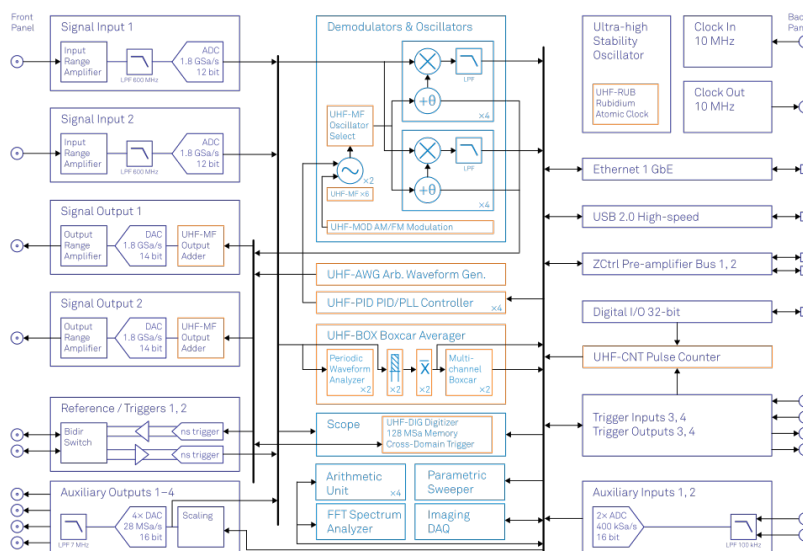 Front
Panel
Signal Input 1
Input
Range
Amplifier
LPF 600 MHz
ADC
1.8 GSa/s
12 bit
Signal Input 2
Input
Range
Amplifier
LPF 600 MHz
ADC
1.8 GSa/s
12 bit
Signal Output 1
Output
Range
Amplifier
DAC
1.8 GSa/s
14 bit
UHF-MF
Output
Adder
Signal Output 2
Output
Range
Amplifier
DAC
1.8 GSa/s
14 bit
UHF-MF
Output
Adder
Reference / Triggers 1, 2
Bidir
Switch
ns trigger
ns trigger
Auxiliary Outputs 1–4
LPF 7 MHz
4× DAC
28 MSa/s
16 bit
Scaling
Demodulators & Oscillators
LPF
+θ
×4
UHF-MF
Oscillator
Select
LPF
+θ
×4
×2
UHF-MF ×6
UHF-MOD AM/FM Modulation
UHF-AWG Arb. Waveform Gen.
UHF-PID PID/PLL Controller
×4
UHF-BOX Boxcar Averager
Periodic
Waveform
Analyzer
×2
×2
x̄
×2
Multi-
channel
Boxcar
×2
Scope
UHF-DIG Digitizer
128 MSa Memory
Cross-Domain Trigger
Arithmetic
Unit
×4
Parametric
Sweeper
FFT Spectrum
Analyzer
Imaging
DAQ
Ultra-high
Stability
Oscillator
UHF-RUB
Rubidium
Atomic Clock
Clock In
10 MHz
Clock Out
10 MHz
Ethernet 1 GbE
USB 2.0 High-speed
ZCtrl Pre-amplifier Bus 1, 2
Digital I/O 32-bit
UHF-CNT Pulse Counter
Trigger Inputs 3, 4
Trigger Outputs 3, 4
Auxiliary Inputs 1, 2
2× ADC
400 kSa/s
16 bit
LPF 100 kHz